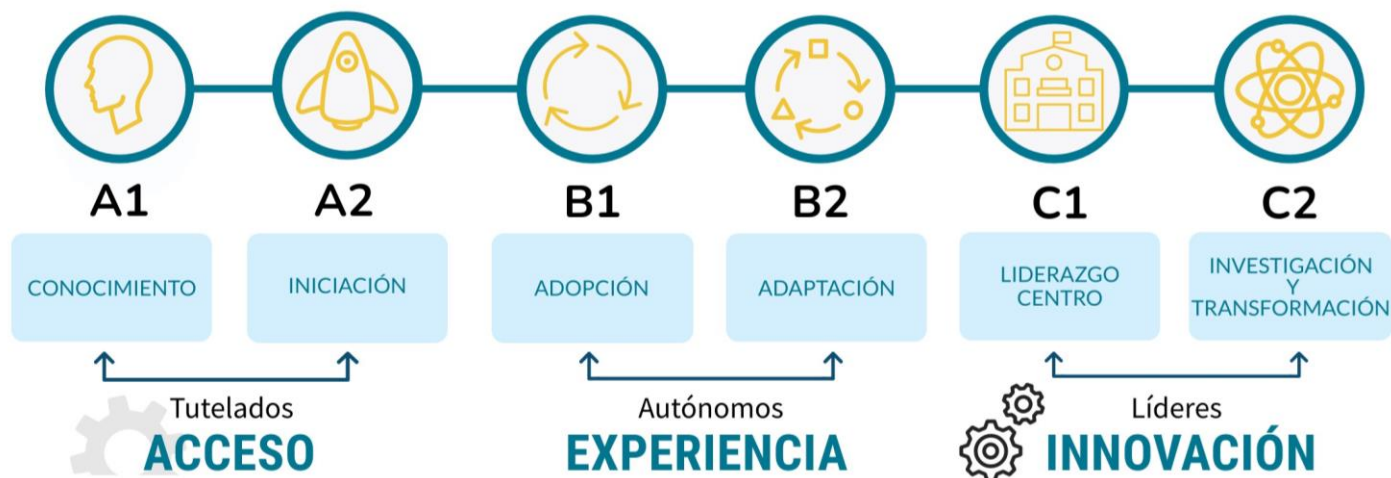 A1
A2
B1
B2
C1
C2
CONOCIMIENTO
INICIACIÓN
ADOPCIÓN
ADAPTACIÓN
LIDERAZGO
CENTRO
INVESTIGACIÓN
Y
TRANSFORMACIÓN
Tutelados
ACCESO
Autónomos
EXPERIENCIA
Líderes
INNOVACIÓN